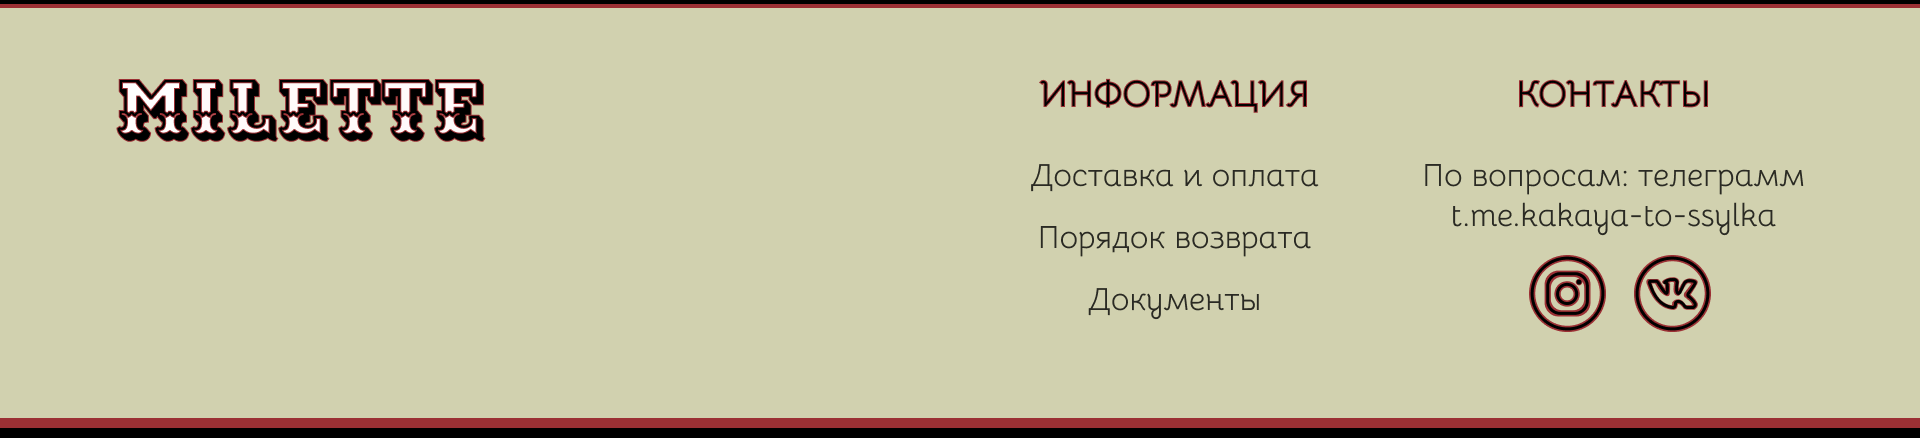 MILETTE
ИНФОРМАЦИЯ
Доставка и оплата
Порядок возврата
Документы
КОНТАКТЫ
По вопросам: телеграмм
t.me.kakaya-to-ssylka